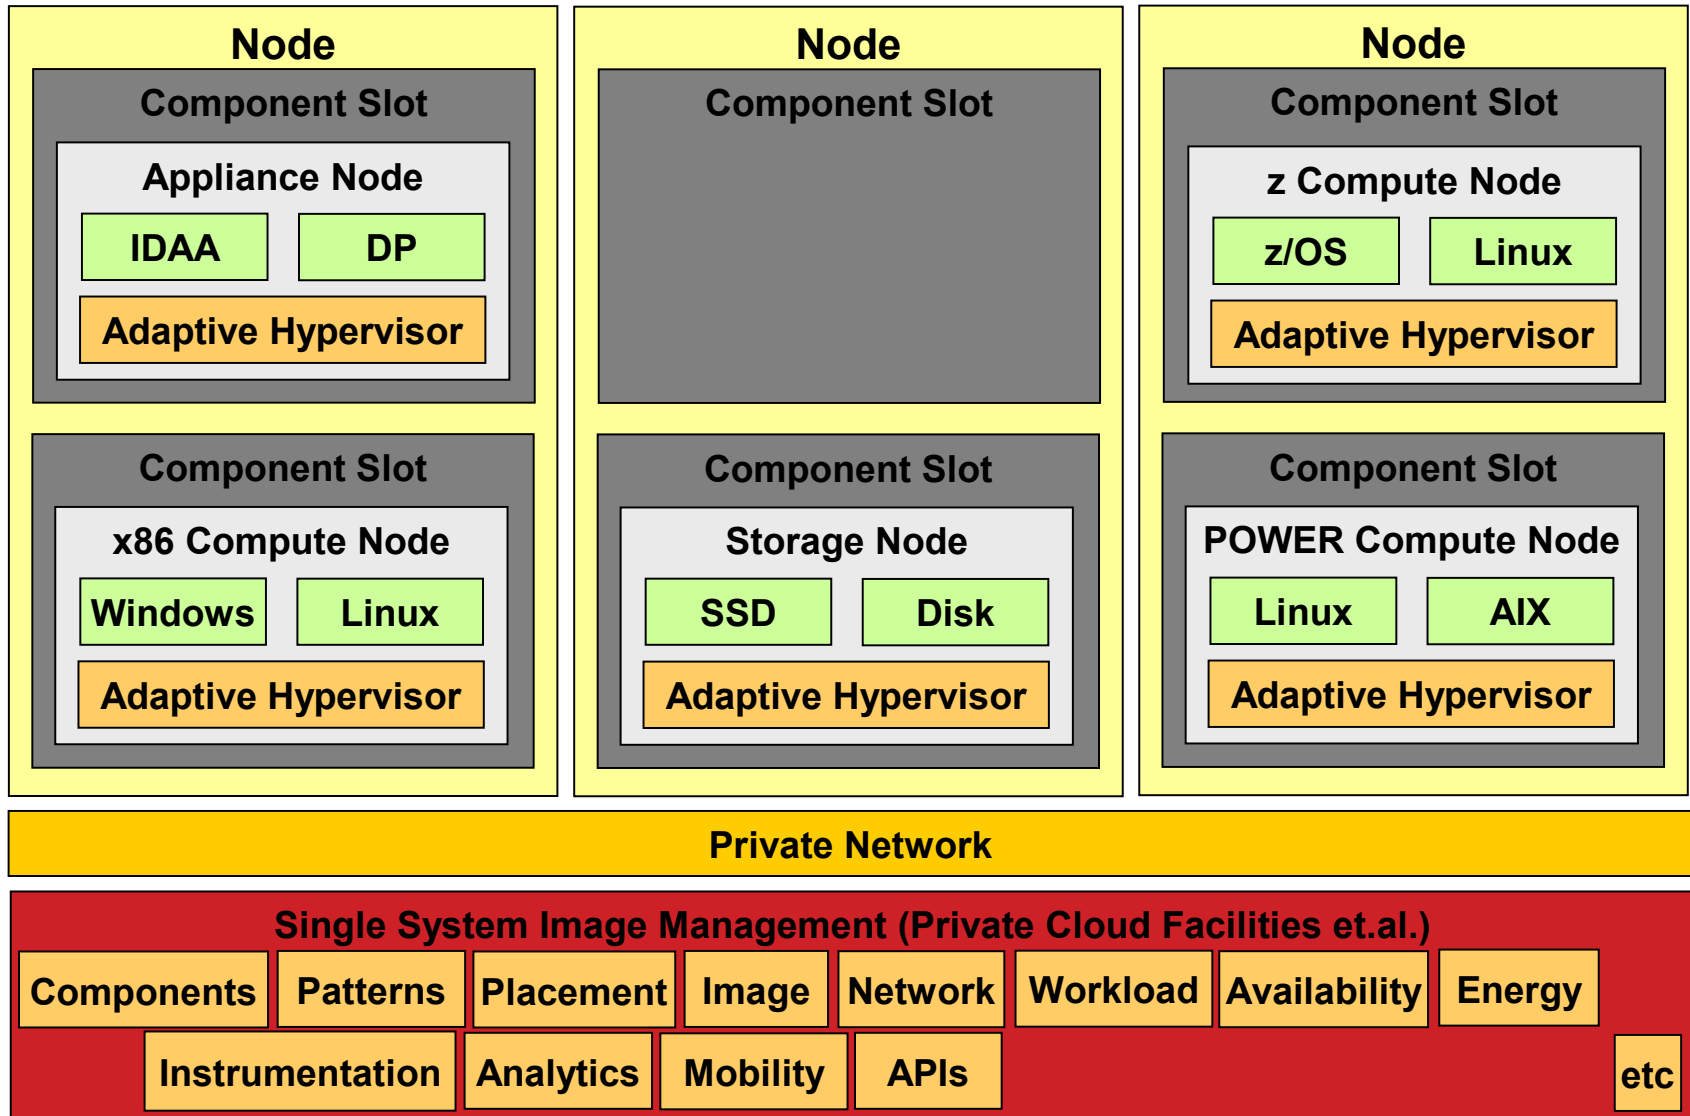 Node
Component Slot
Appliance Node
IDAA
DP
Adaptive Hypervisor
Component Slot
x86 Compute Node
Windows
Linux
Adaptive Hypervisor
Node
Component Slot
Component Slot
Storage Node
SSD
Disk
Adaptive Hypervisor
Node
Component Slot
z Compute Node
z/OS
Linux
Adaptive Hypervisor
Component Slot
POWER Compute Node
Linux
AIX
Adaptive Hypervisor
Private Network
Single System Image Management (Private Cloud Facilities et.al.)
Components
Patterns
Placement
Image
Network
Workload
Availability
Energy
Instrumentation
Analytics
Mobility
APIs
etc